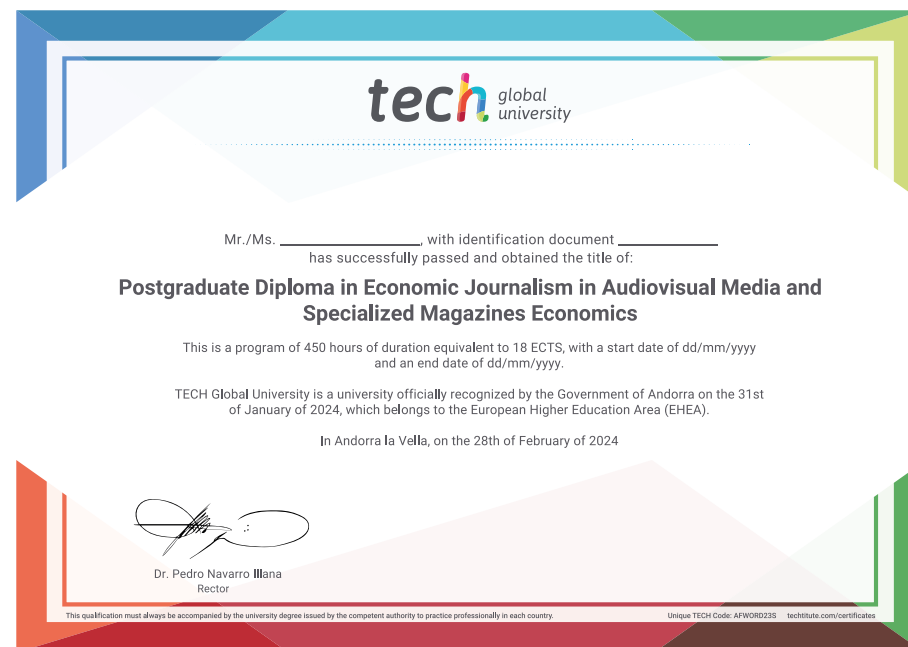 tech global university
Mr./Ms. ____________________, with identification document ______________
has successfully passed and obtained the title of:
Postgraduate Diploma in Economic Journalism in Audiovisual Media and
Specialized Magazines Economics
This is a program of 450 hours of duration equivalent to 18 ECTS, with a start date of dd/mm/yyyy
and an end date of dd/mm/yyyy.
TECH Global University is a university officially recognized by the Government of Andorra on the 31st
of January of 2024, which belongs to the European Higher Education Area (EHEA).
In Andorra la Vella, on the 28th of February of 2024
Dr. Pedro Navarro Illana
Rector
This qualification must always be accompanied by the university degree issued by the competent authority to practice professionally in each country.
Unique TECH Code: AFWORD23S techtitute.com/certificates